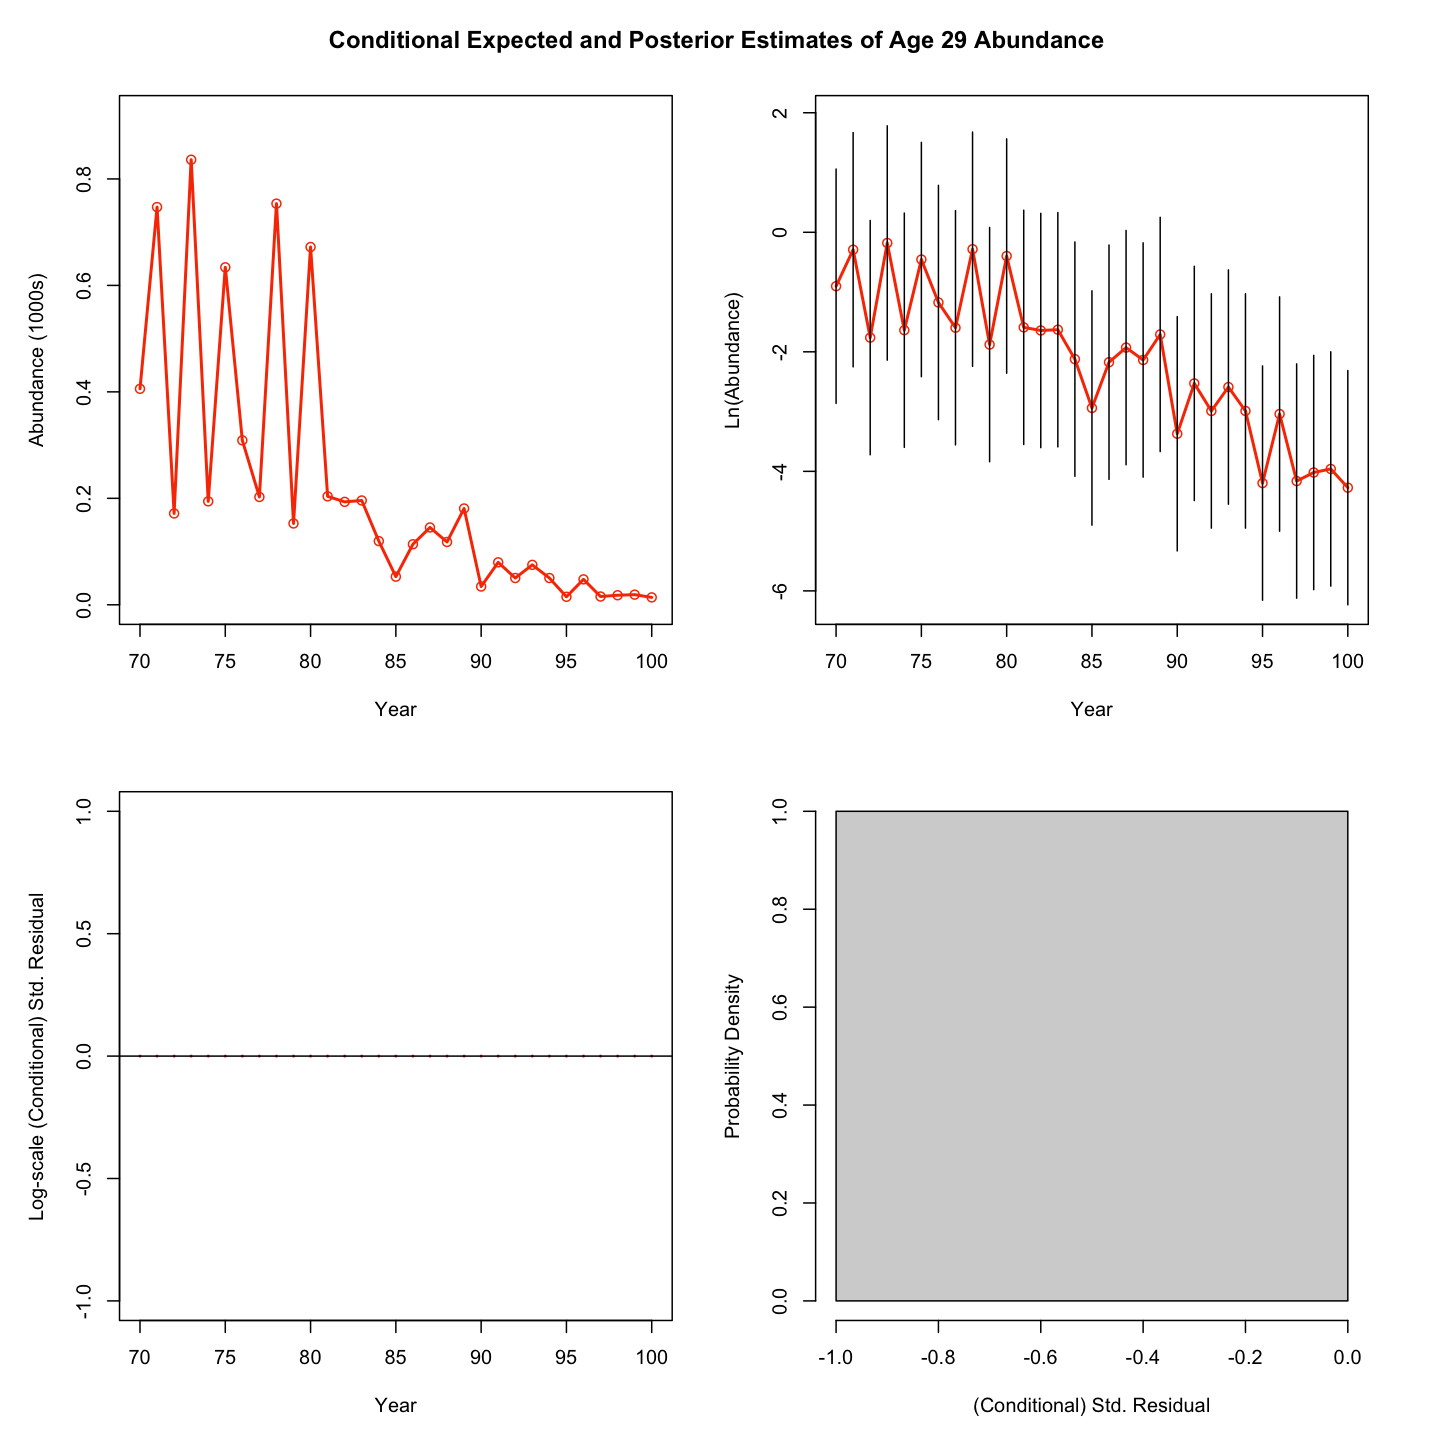 Conditional Expected and Posterior Estimates of Age 29 Abundance
Abundance (1000s)
0.8
0.6
0.4
0.2
0.0
70 75 80 85 90 95 100
Year
Ln(Abundance)
2
0
-2
-4
-6
70 75 80 85 90 95 100
Year
Log-scale (Conditional) Std. Residual
1.0
0.5
0.0
-0.5
-1.0
70 75 80 85 90 95 100
Year
Probability Density
1.0
0.8
0.6
0.4
0.2
0.0
-1.0 -0.8 -0.6 -0.4 -0.2 0.0
(Conditional) Std. Residual